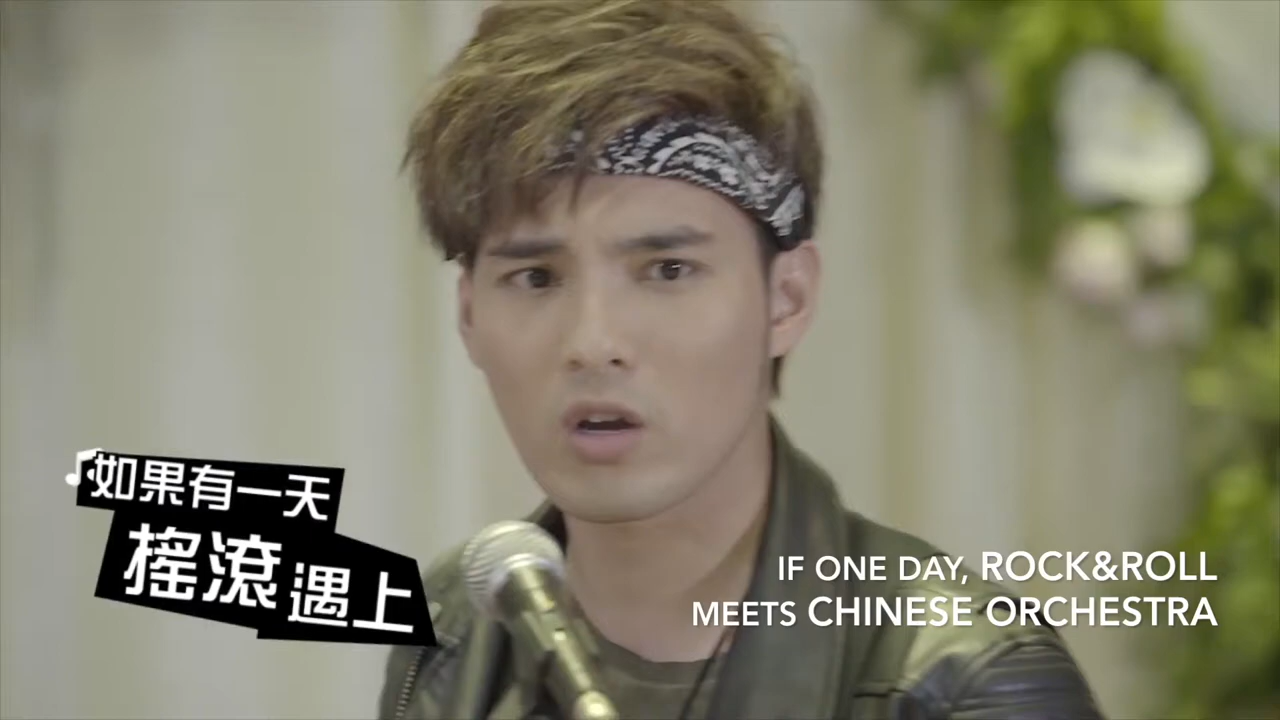 如果有一天
搖滾遇上
IF ONE DAY, ROCK&ROLL
MEETS CHINESE ORCHESTRA